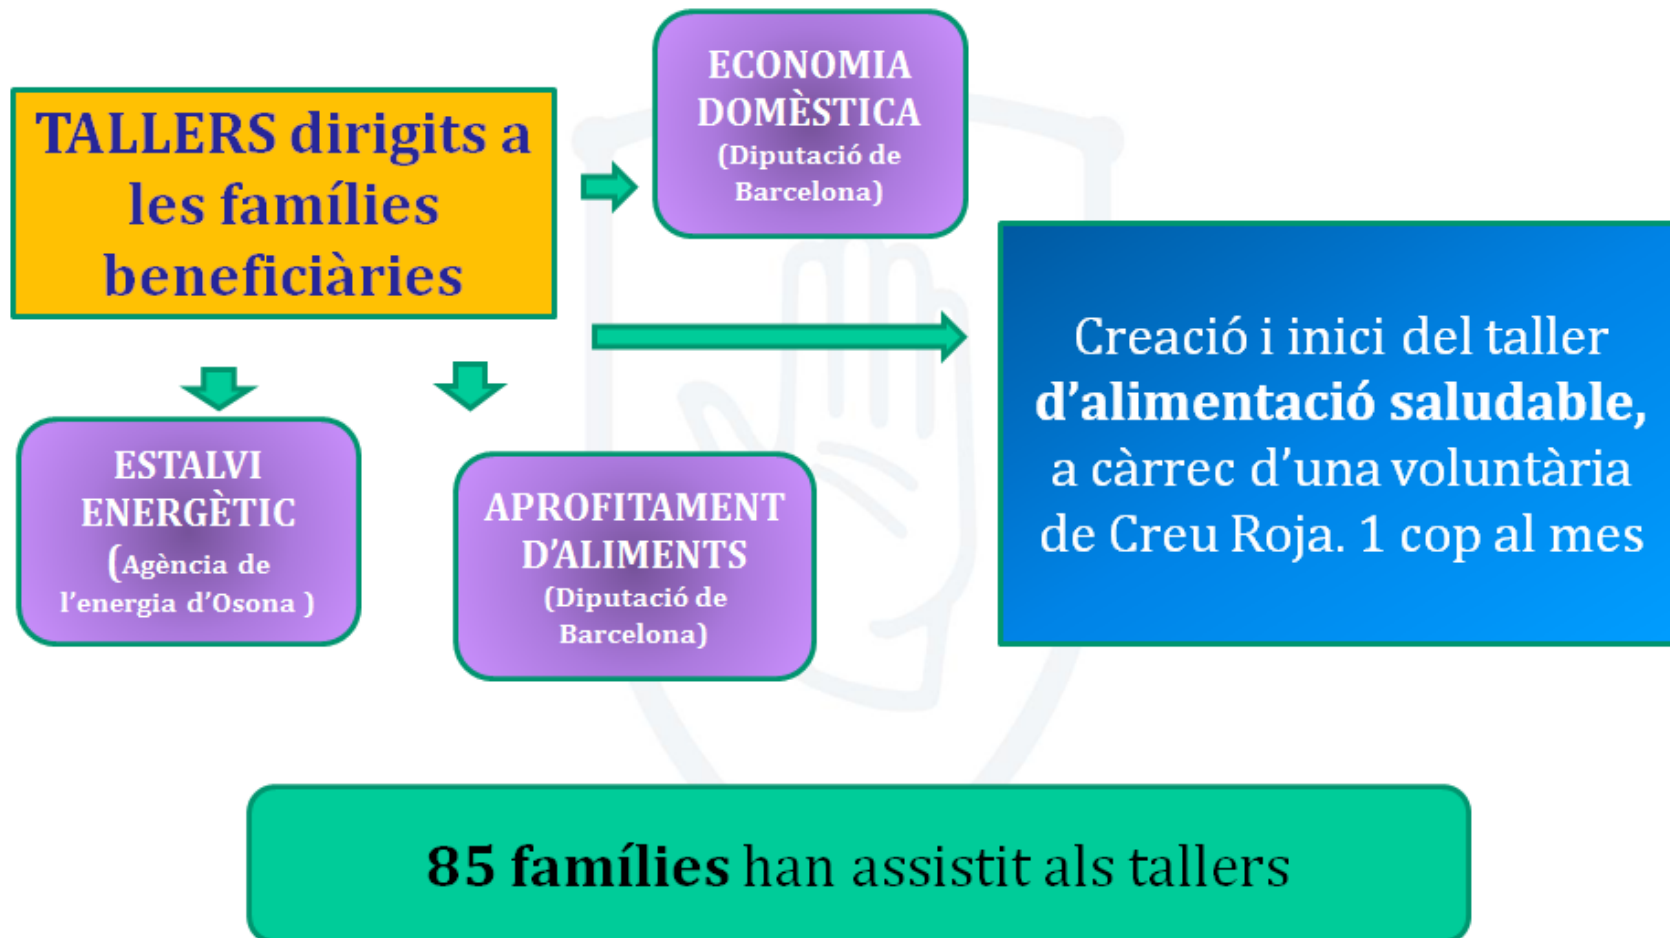 TALLERS dirigits a
les famílies
beneficiàries
ECONOMIA
DOMÈSTICA
(Diputació de
Barcelona)
Creació i inici del taller
d’alimentació saludable,
a càrrec d’una voluntària
de Creu Roja. 1 cop al mes
ESTALVI
ENERGÈTIC
(Agència de
l’energia d’Osona )
APROFITAMENT
D’ALIMENTS
(Diputació de
Barcelona)
85 famílies han assistit als tallers